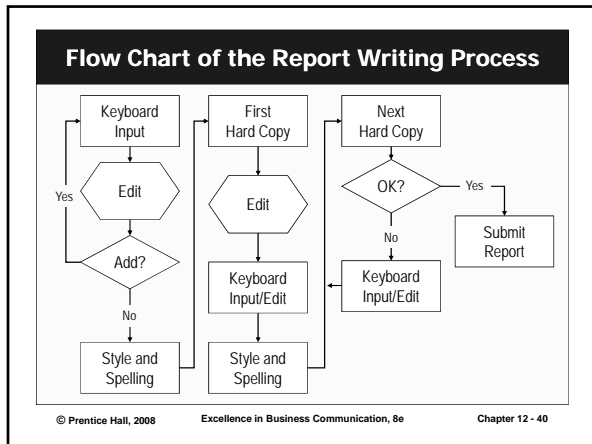 Flow Chart of the Report Writing Process
Keyboard
Input
Edit
Yes
Add?
No
Style and
Spelling
First
Hard Copy
Edit
Keyboard
Input/Edit
Style and
Spelling
Next
Hard Copy
OK?
Yes
No
Submit
Report
Keyboard
Input/Edit
© Prentice Hall, 2008 Excellence in Business Communication, 8e Chapter 12 - 40